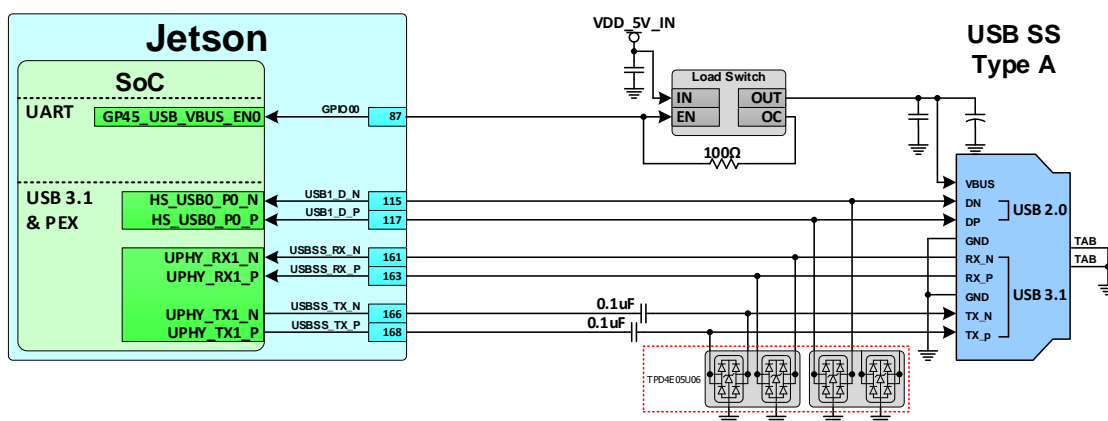 Jetson
SoC
UART
GP45_USB_VBUS_EN0
GPIO00
87
VDD_5V_IN
Load Switch
IN
OUT
EN
OC
100Ω
USB SS
Type A
USB 3.1
& PEX
HS_USB0_P0_N
USB1_D_N
115
HS_USB0_P0_P
USB1_D_P
117
UPHY_RX1_N
USBSS_RX_N
161
UPHY_RX1_P
USBSS_RX_P
163
UPHY_TX1_N
USBSS_TX_N
166
0.1uF
UPHY_TX1_P
USBSS_TX_P
168
0.1uF
VBUS
DN
DP
USB 2.0
GND
RX_N
RX_P
GND
TX_N
TX_p
USB 3.1
TAB
TAB
TPD4E05U06